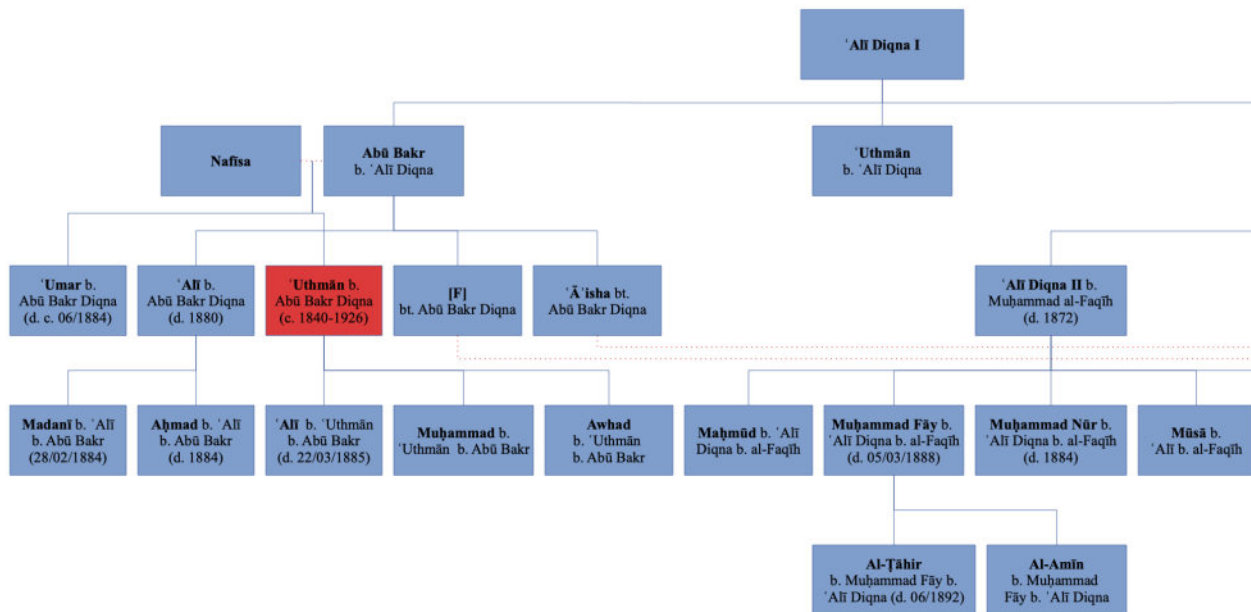 ʿAlī Diqna I
Nafīsa
Abū Bakr
b. ʿAlī Diqna
ʿUthmān
b. ʿAlī Diqna
ʿUmar b.
Abū Bakr Diqna
(d. c. 06/1884)
ʿAlī b.
Abū Bakr Diqna
(d. 1880)
ʿUthmān b.
Abū Bakr Diqna
(c. 1840-1926)
[F]
bt. Abū Bakr Diqna
ʿĀʾisha bt.
Abū Bakr Diqna
ʿAlī Diqna II b.
Muḥammad al-Faqīh
(d. 1872)
Madanī b. ʿAlī
b. Abū Bakr
(28/02/1884)
Aḥmad b. ʿAlī
b. Abū Bakr
(d. 1884)
ʿAlī b. ʿUthmān
b. Abū Bakr
(d. 22/03/1885)
Muḥammad b.
ʿUthmān b. Abū Bakr
Awhad
b. ʿUthmān
b. Abū Bakr
Maḥmūd b. ʿAlī
Diqna b. al-Faqīh
Muḥammad Fāy b.
ʿAlī Diqna b. al-Faqīh
(d. 05/03/1888)
Muḥammad Nūr b.
ʿAlī Diqna b. al-Faqīh
(d. 1884)
Mūsā b.
ʿAlī b. al-Faqīh
Al-Ṭāhir
b. Muḥammad Fāy b.
ʿAlī Diqna (d. 06/1892)
Al-Amīn
b. Muḥammad
Fāy b. ʿAlī Diqna